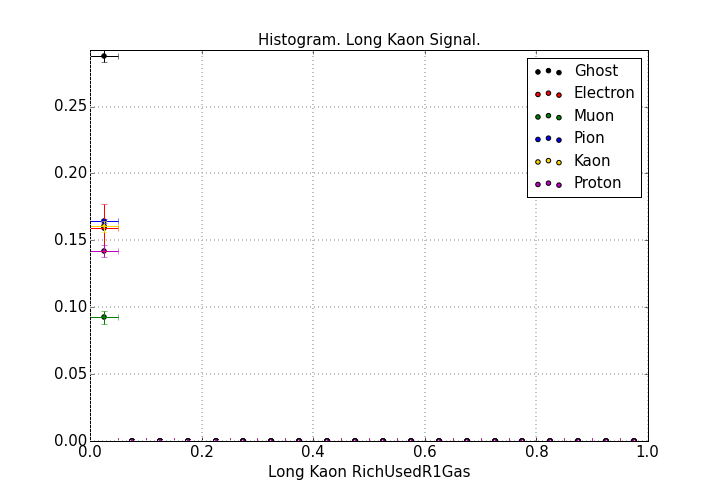 Histogram. Long Kaon Signal.
Ghost
Electron
Muon
Pion
Kaon
Proton
0.25
0.20
0.15
0.10
0.05
0.00
0.0 0.2 0.4 0.6 0.8 1.0
Long Kaon RichUsedR1Gas